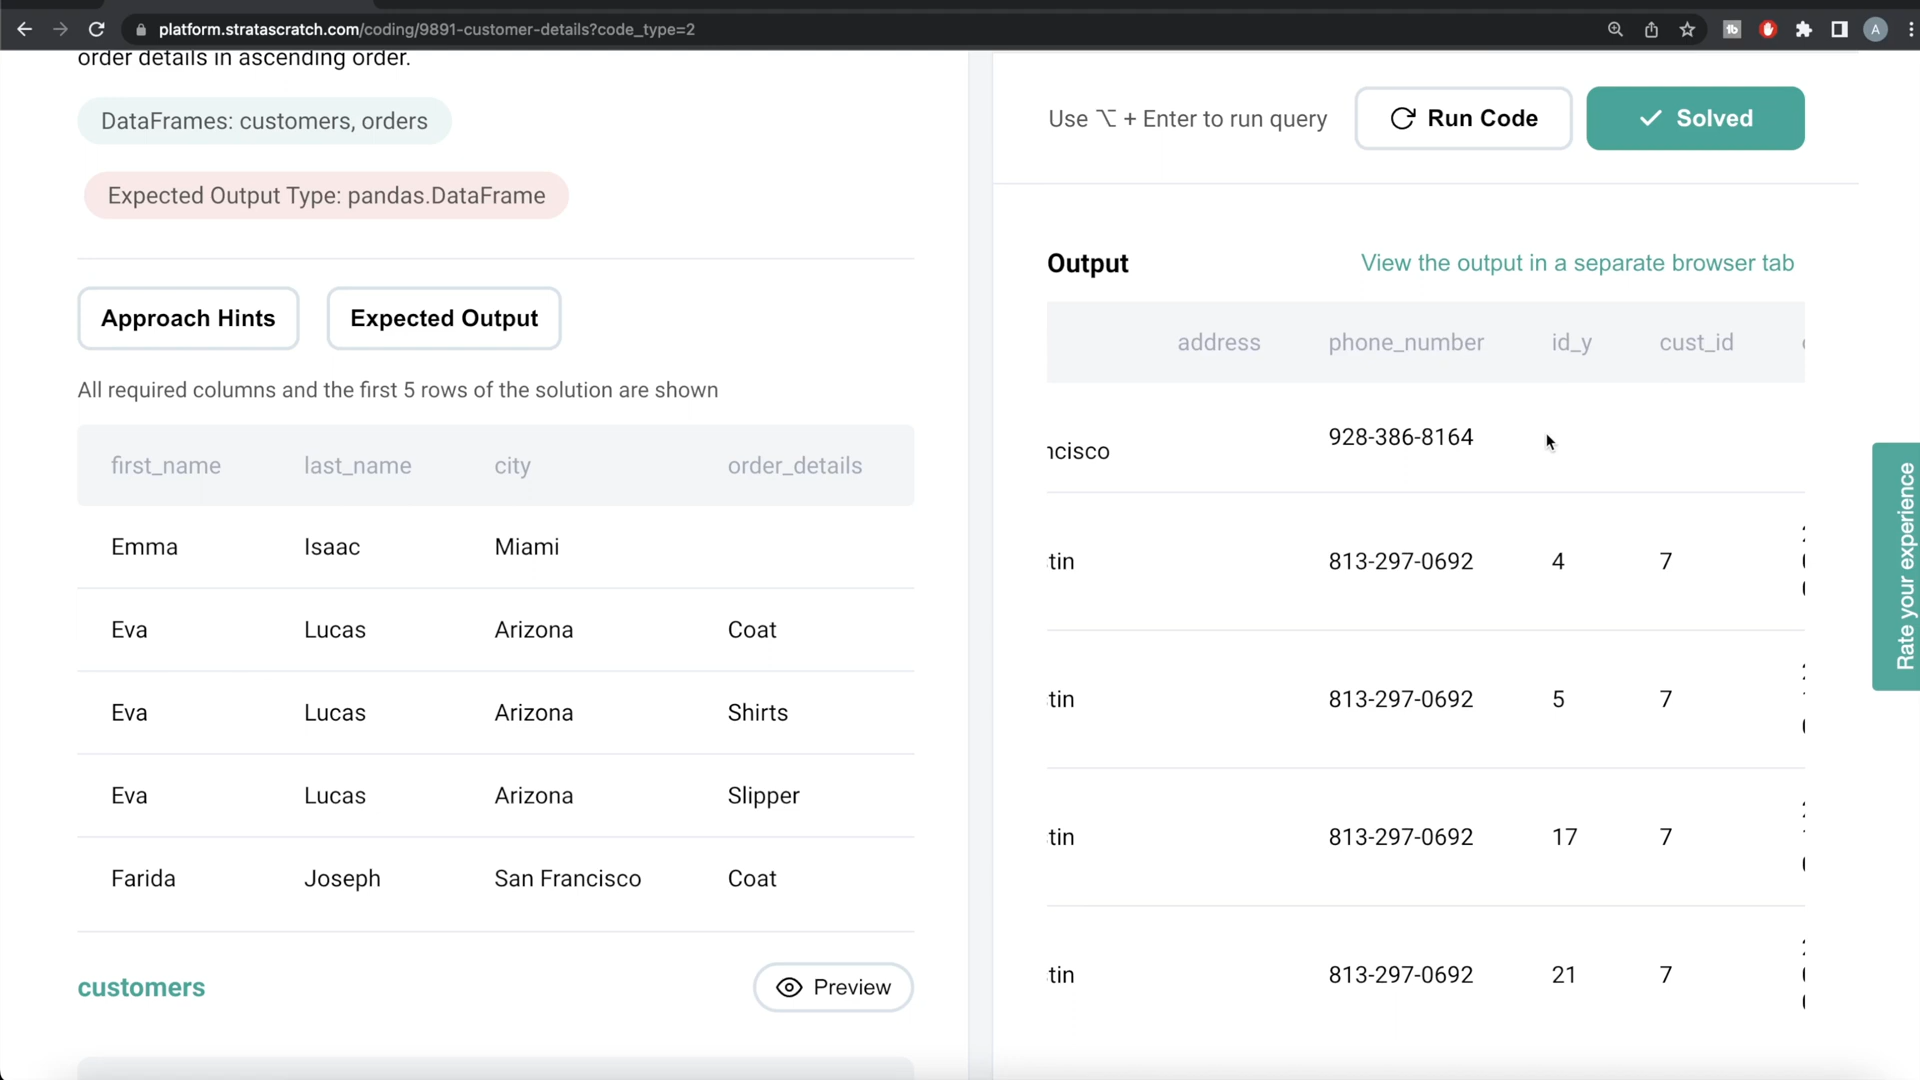 platform.stratascratch.com/coding/9891-customer-details?code_type=2
A
order details in ascending order.
DataFrames: customers, orders
Expected Output Type: pandas.DataFrame
Approach Hints
Expected Output
All required columns and the first 5 rows of the solution are shown
first_name last_name city order_details
Emma Isaac Miami
Eva Lucas Arizona Coat
Eva Lucas Arizona Shirts
Eva Lucas Arizona Slipper
Farida Joseph San Francisco Coat
customers
Preview
Use ⌥ + Enter to run query
Run Code
Solved
Output
View the output in a separate browser tab
address phone_number id_y cust_id
ncisco 928-386-8164
tin 813-297-0692 4 7
tin 813-297-0692 5 7
tin 813-297-0692 17 7
tin 813-297-0692 21 7
Rate your experience